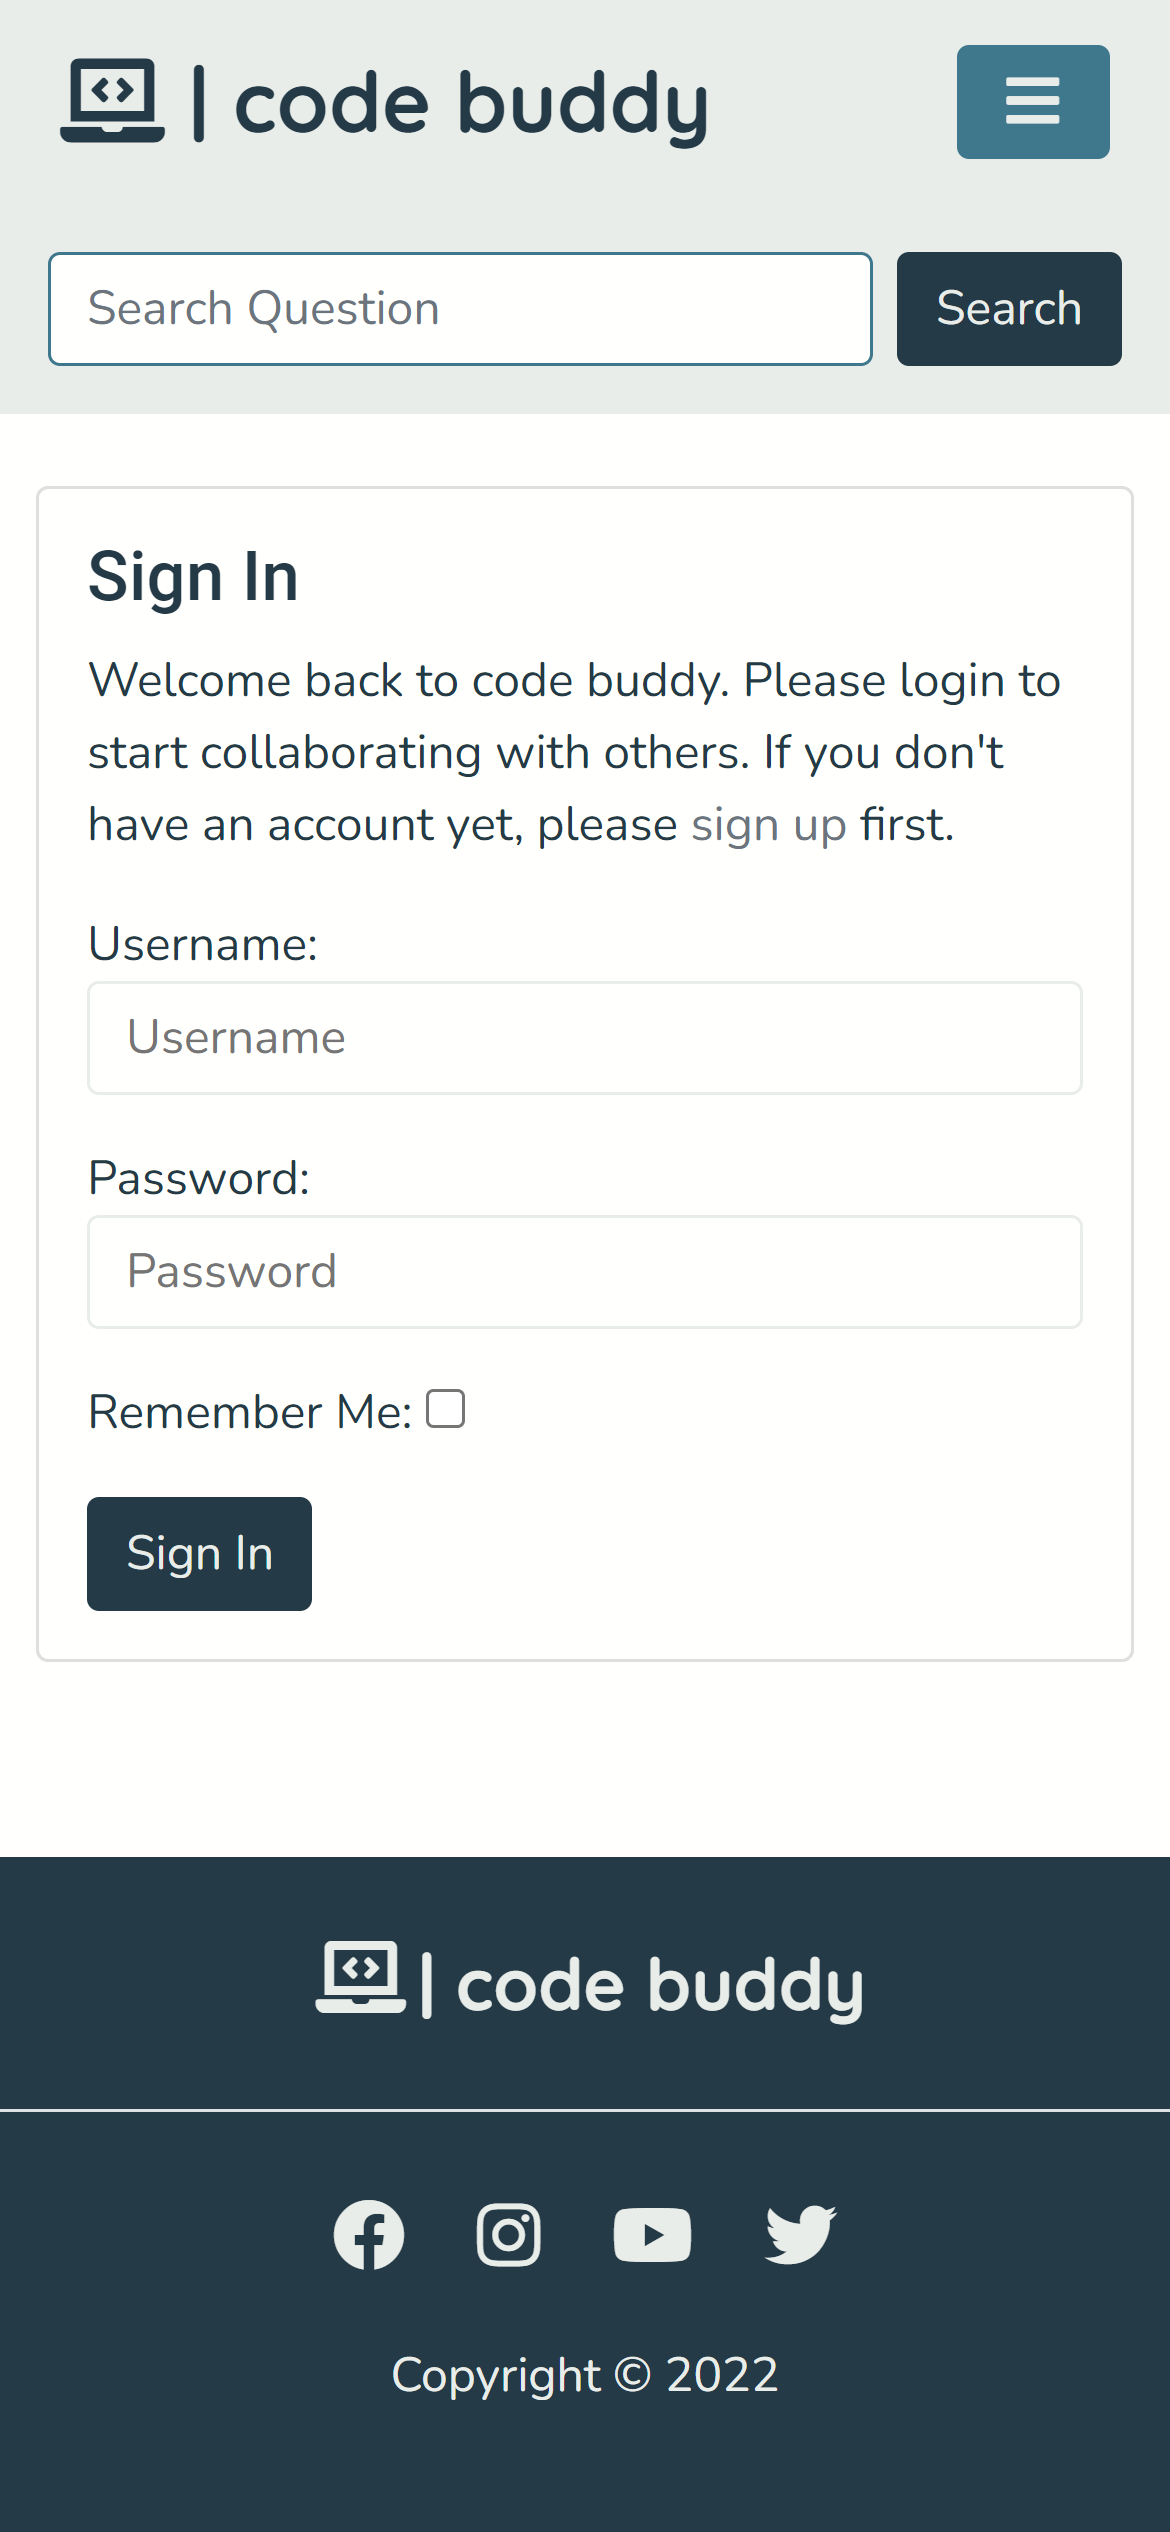 | code buddy
Search Question
Search
Sign In
Welcome back to code buddy. Please login to
start collaborating with others. If you don't
have an account yet, please sign up first.
Username:
Username
Password:
Password
Remember Me:
Sign In
| code buddy
Copyright © 2022